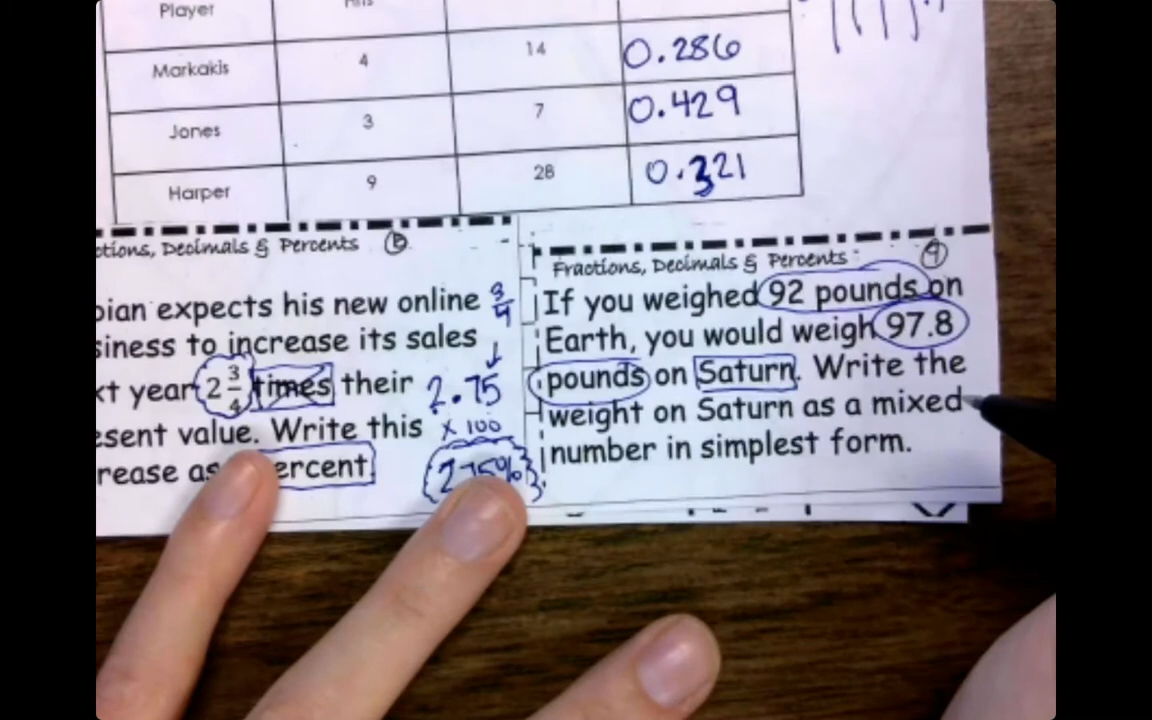 Player Hits
Markakis 4 14 0.286
Jones 3 7 0.429
Harper 9 28 0.321
ctions, Decimals & Percents
bian expects his new online 3/4
siness to increase its sales
xt year 2 3/4 times their 2.75
esent value. Write this x 100
rease as percent. 275%
Fractions, Decimals & Percents 9
If you weighed 92 pounds on
Earth, you would weigh 97.8
pounds on Saturn. Write the
weight on Saturn as a mixed
number in simplest form.